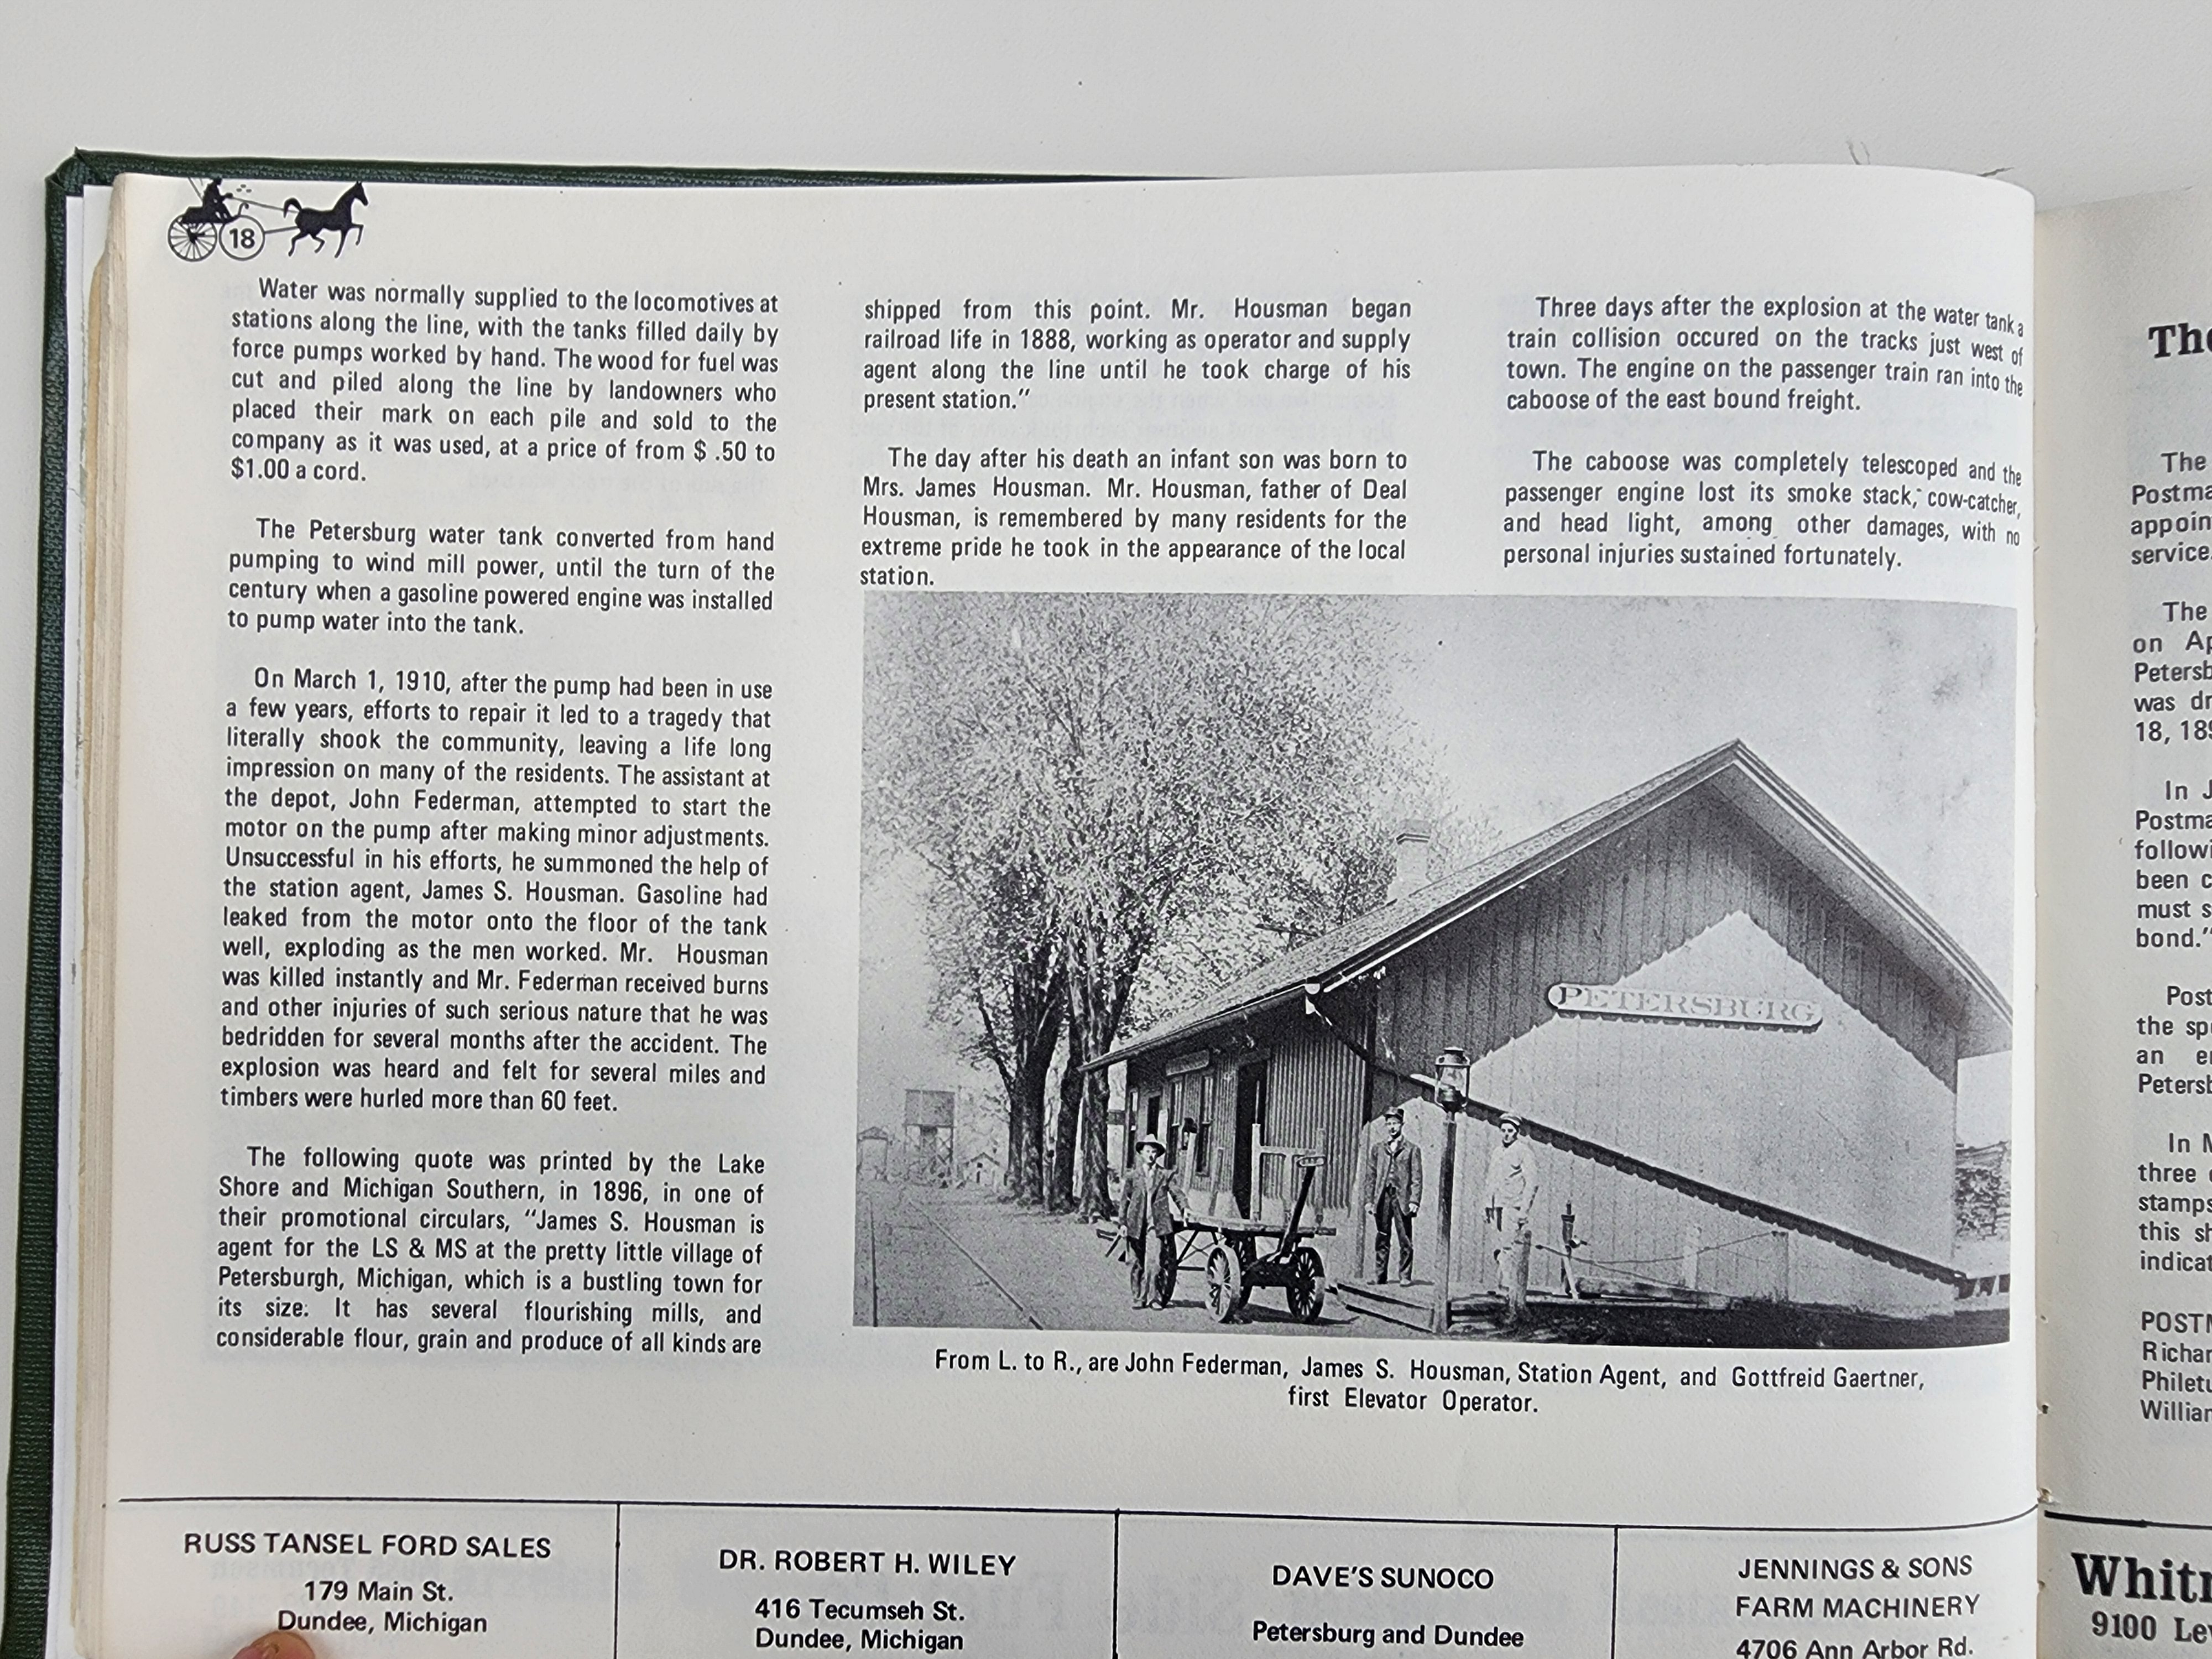 18
Water was normally supplied to the locomotives at
stations along the line, with the tanks filled daily by
force pumps worked by hand. The wood for fuel was
cut and piled along the line by landowners who
placed their mark on each pile and sold to the
company as it was used, at a price of from $ .50 to
$1.00 a cord.
The Petersburg water tank converted from hand
pumping to wind mill power, until the turn of the
century when a gasoline powered engine was installed
to pump water into the tank.
On March 1, 1910, after the pump had been in use
a few years, efforts to repair it led to a tragedy that
literally shook the community, leaving a life long
impression on many of the residents. The assistant at
the depot, John Federman, attempted to start the
motor on the pump after making minor adjustments.
Unsuccessful in his efforts, he summoned the help of
the station agent, James S. Housman. Gasoline had
leaked from the motor onto the floor of the tank
well, exploding as the men worked. Mr. Housman
was killed instantly and Mr. Federman received burns
and other injuries of such serious nature that he was
bedridden for several months after the accident. The
explosion was heard and felt for several miles and
timbers were hurled more than 60 feet.
The following quote was printed by the Lake
Shore and Michigan Southern, in 1896, in one of
their promotional circulars, "James S. Housman is
agent for the LS & MS at the pretty little village of
Petersburgh, Michigan, which is a bustling town for
its size. It has several flourishing mills, and
considerable flour, grain and produce of all kinds are
shipped from this point. Mr. Housman began
railroad life in 1888, working as operator and supply
agent along the line until he took charge of his
present station."
The day after his death an infant son was born to
Mrs. James Housman. Mr. Housman, father of Deal
Housman, is remembered by many residents for the
extreme pride he took in the appearance of the local
station.
Three days after the explosion at the water tank a
train collision occured on the tracks just west of
town. The engine on the passenger train ran into the
caboose of the east bound freight.
The caboose was completely telescoped and the
passenger engine lost its smoke stack, cow-catcher,
and head light, among other damages, with no
personal injuries sustained fortunately.
PETERSBURG
From L. to R., are John Federman, James S. Housman, Station Agent, and Gottfreid Gaertner,
first Elevator Operator.
RUSS TANSEL FORD SALES
179 Main St.
Dundee, Michigan
DR. ROBERT H. WILEY
416 Tecumseh St.
Dundee, Michigan
DAVE'S SUNOCO
Petersburg and Dundee
JENNINGS & SONS
FARM MACHINERY
4706 Ann Arbor Rd.
The
The
on
was
18,
In
been
must
bond."
the
an
In
three
stamps
this
9100